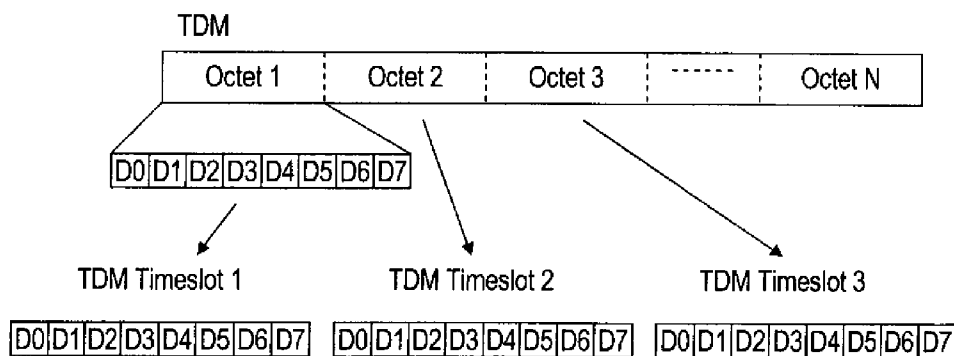 TDM
Octet 1 Octet 2 Octet 3 -------- Octet N
D0 D1 D2 D3 D4 D5 D6 D7
TDM Timeslot 1 TDM Timeslot 2 TDM Timeslot 3
D0 D1 D2 D3 D4 D5 D6 D7 D0 D1 D2 D3 D4 D5 D6 D7 D0 D1 D2 D3 D4 D5 D6 D7